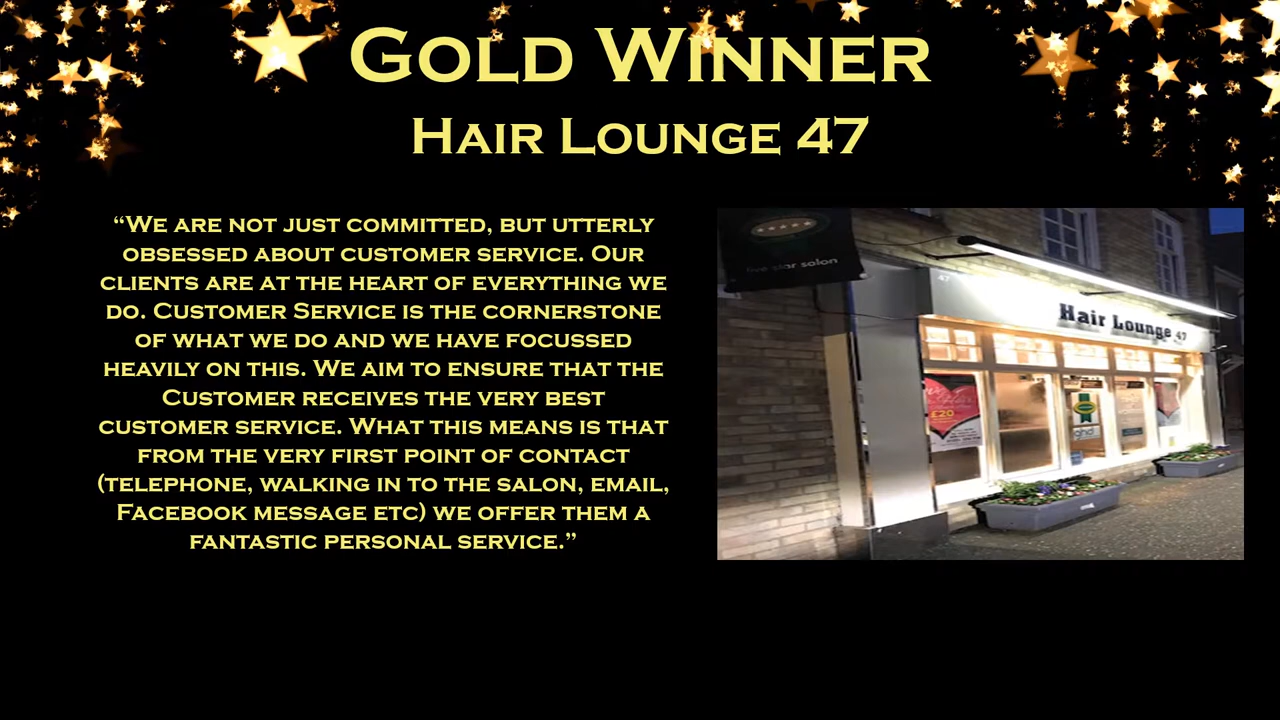 Gold Winner
Hair Lounge 47
“We are not just committed, but utterly
obsessed about customer service. Our
clients are at the heart of everything we
do. Customer Service is the cornerstone
of what we do and we have focussed
heavily on this. We aim to ensure that the
Customer receives the very best
customer service. What this means is that
from the very first point of contact
(telephone, walking in to the salon, email,
Facebook message etc) we offer them a
fantastic personal service.”
five star salon
47
Hair Lounge 47
£20
ghd